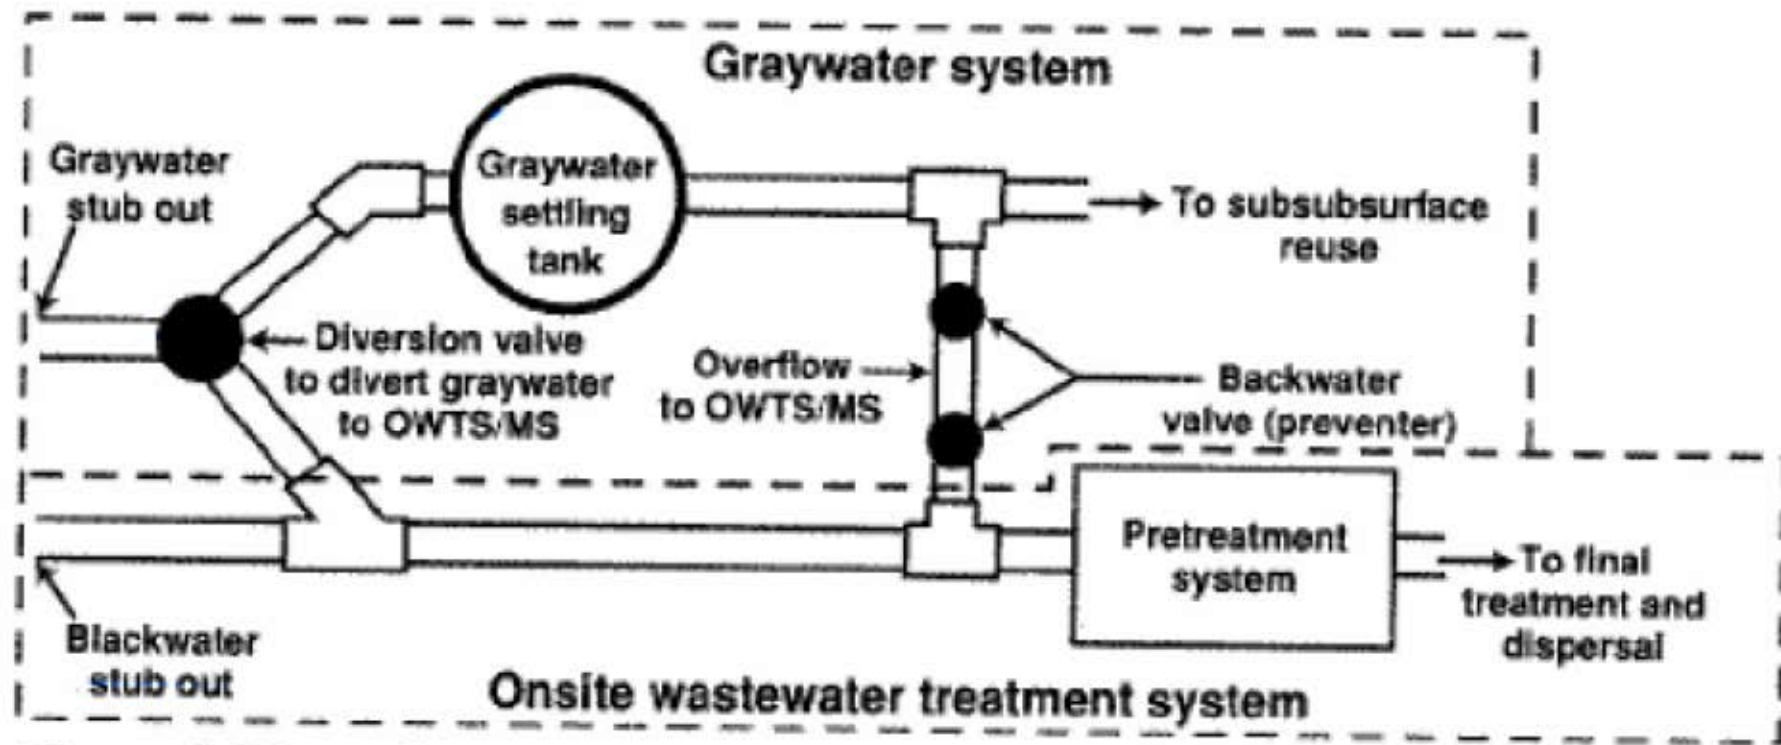 Graywater system
Graywater
stub out
Graywater
settling
tank
To subsubsurface
reuse
Diversion valve
to divert graywater
to OWTS/MS
Overflow
to OWTS/MS
Backwater
valve (preventer)
Pretreatment
system
To final
treatment and
dispersal
Blackwater
stub out
Onsite wastewater treatment system